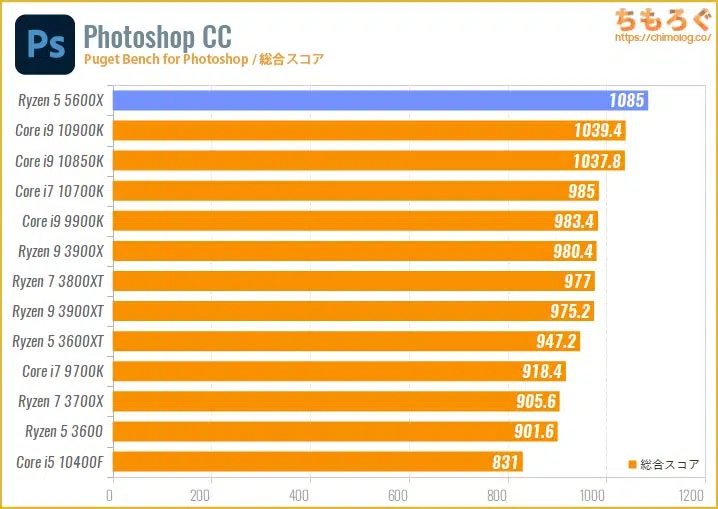 Ps
Photoshop CC
Puget Bench for Photoshop / 総合スコア
ちもろぐ
https://chimolog.co/
Ryzen 5 5600X 1085
Core i9 10900K 1039.4
Core i9 10850K 1037.8
Core i7 10700K 985
Core i9 9900K 983.4
Ryzen 9 3900X 980.4
Ryzen 7 3800XT 977
Ryzen 9 3900XT 975.2
Ryzen 5 3600XT 947.2
Core i7 9700K 918.4
Ryzen 7 3700X 905.6
Ryzen 5 3600 901.6
Core i5 10400F 831
総合スコア
0 200 400 600 800 1000 1200